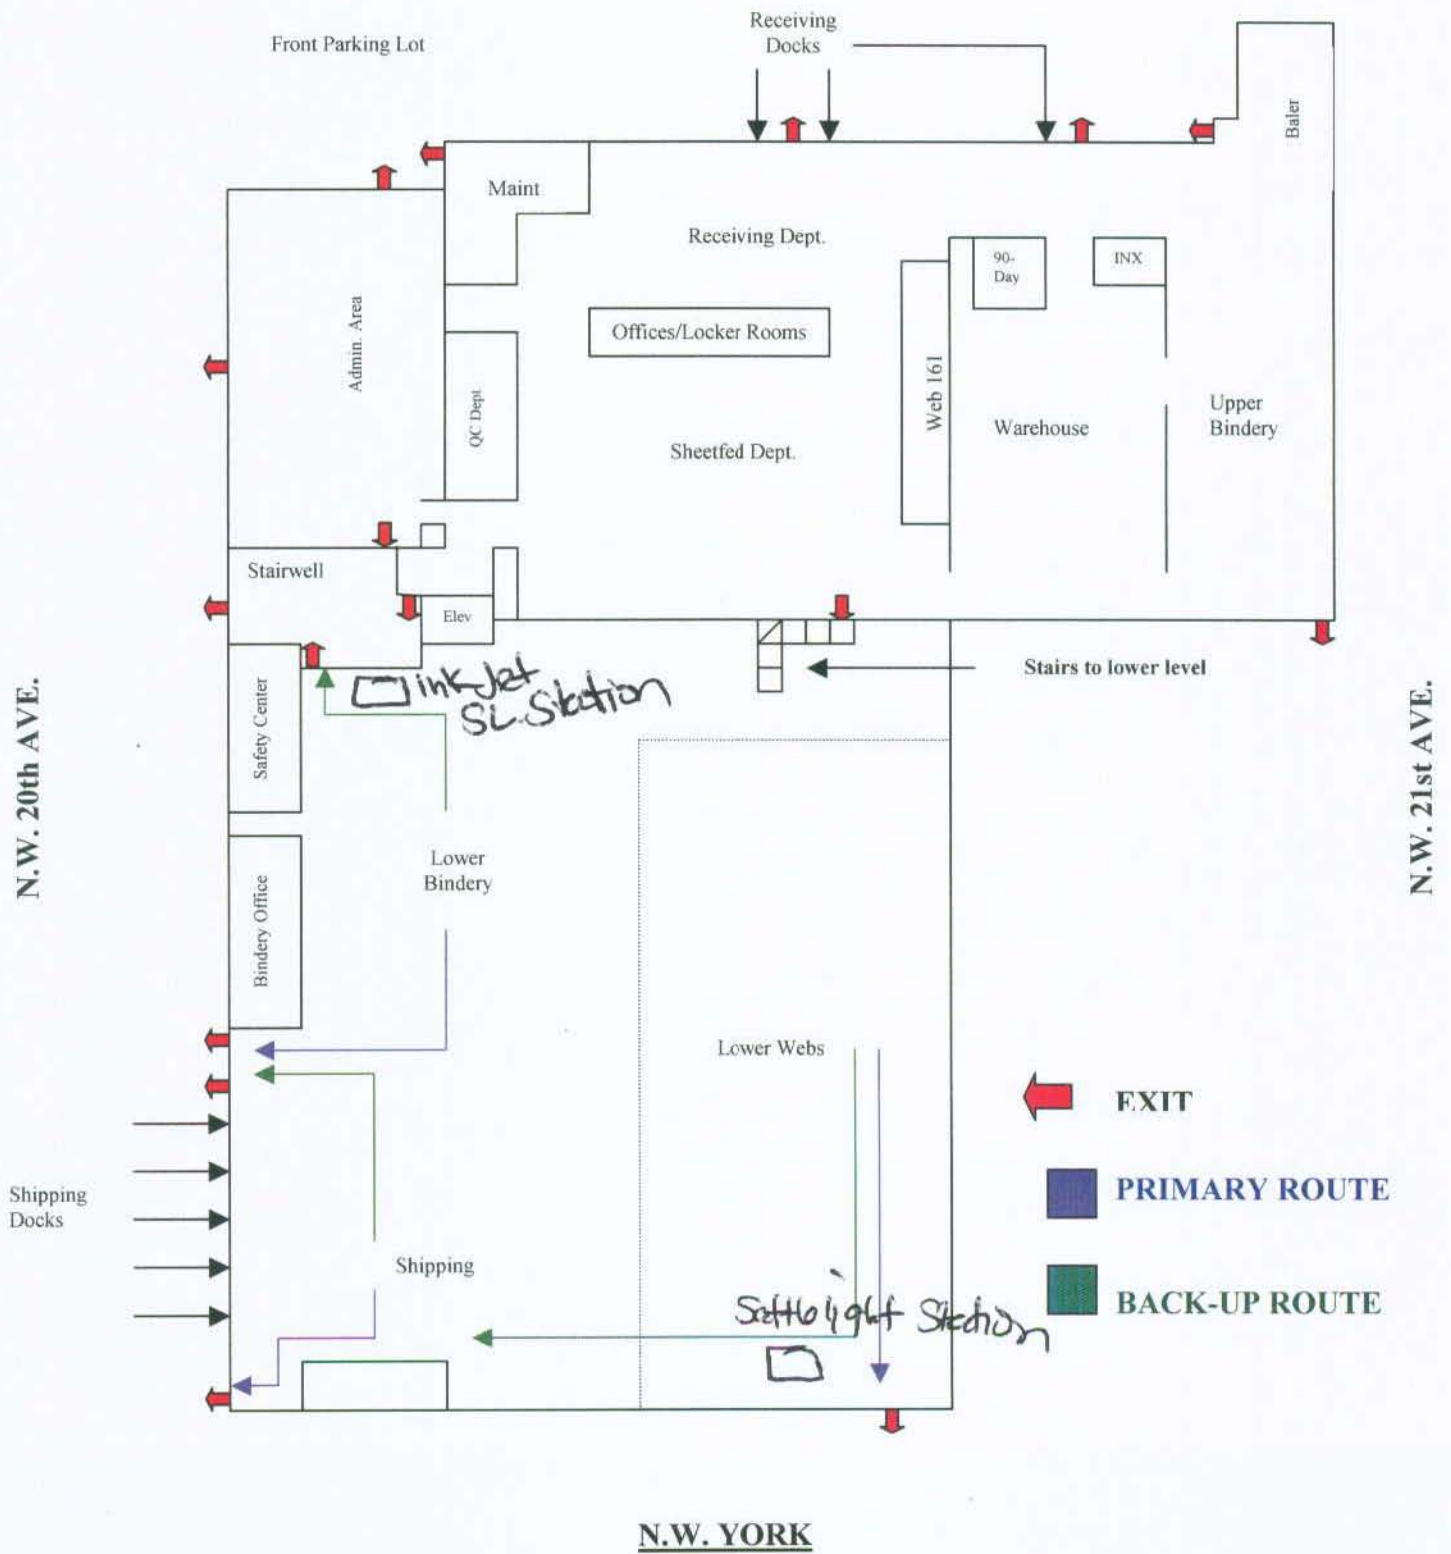 Front Parking Lot
Receiving
Docks
Baler
Maint
Receiving Dept.
90-
Day
INX
Admin. Area
Offices/Locker Rooms
QC Dept
Web 161
Warehouse
Upper
Bindery
Sheetfed Dept.
Stairwell
Elev
Stairs to lower level
inkJet
SL.Station
N.W. 20th AVE.
N.W. 21st AVE.
Safety Center
Lower
Bindery
Bindery Office
Lower Webs
EXIT
PRIMARY ROUTE
BACK-UP ROUTE
Shipping
Docks
Shipping
Station
N.W. YORK